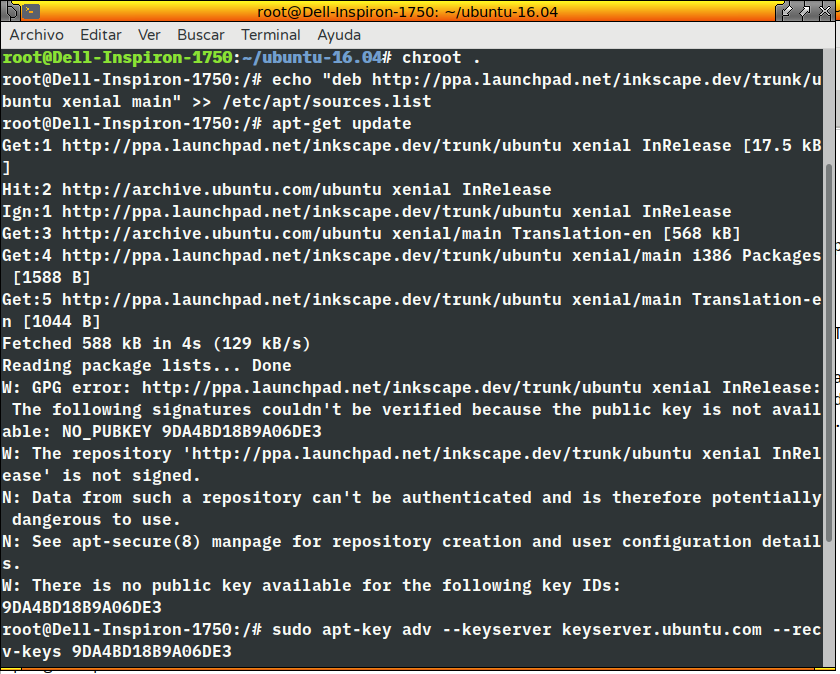 root@Dell-Inspiron-1750: ~/ubuntu-16.04
Archivo Editar Ver Buscar Terminal Ayuda
root@Dell-Inspiron-1750:~/ubuntu-16.04# chroot .
root@Dell-Inspiron-1750:/# echo "deb http://ppa.launchpad.net/inkscape.dev/trunk/u
buntu xenial main" >> /etc/apt/sources.list
root@Dell-Inspiron-1750:/# apt-get update
Get:1 http://ppa.launchpad.net/inkscape.dev/trunk/ubuntu xenial InRelease [17.5 kB
]
Hit:2 http://archive.ubuntu.com/ubuntu xenial InRelease
Ign:1 http://ppa.launchpad.net/inkscape.dev/trunk/ubuntu xenial InRelease
Get:3 http://archive.ubuntu.com/ubuntu xenial/main Translation-en [568 kB]
Get:4 http://ppa.launchpad.net/inkscape.dev/trunk/ubuntu xenial/main i386 Packages
 [1588 B]
Get:5 http://ppa.launchpad.net/inkscape.dev/trunk/ubuntu xenial/main Translation-e
n [1044 B]
Fetched 588 kB in 4s (129 kB/s)
Reading package lists... Done
W: GPG error: http://ppa.launchpad.net/inkscape.dev/trunk/ubuntu xenial InRelease:
 The following signatures couldn't be verified because the public key is not avail
able: NO_PUBKEY 9DA4BD18B9A06DE3
W: The repository 'http://ppa.launchpad.net/inkscape.dev/trunk/ubuntu xenial InRel
ease' is not signed.
N: Data from such a repository can't be authenticated and is therefore potentially
 dangerous to use.
N: See apt-secure(8) manpage for repository creation and user configuration detail
s.
W: There is no public key available for the following key IDs:
9DA4BD18B9A06DE3
root@Dell-Inspiron-1750:/# sudo apt-key adv --keyserver keyserver.ubuntu.com --rec
v-keys 9DA4BD18B9A06DE3